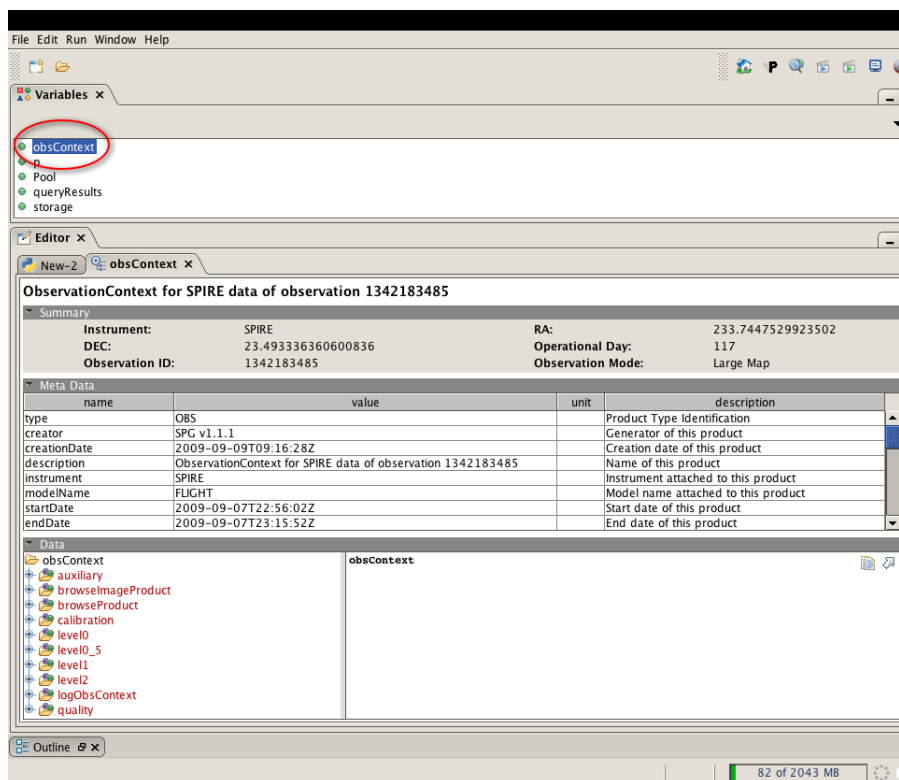 File Edit Run Window Help
Variables
obsContext
p
Pool
queryResults
storage
Editor
New-2 obsContext
ObservationContext for SPIRE data of observation 1342183485
Summary
Instrument: SPIRE RA: 233.7447529923502
DEC: 23.493336360600836 Operational Day: 117
Observation ID: 1342183485 Observation Mode: Large Map
Meta Data
name value unit description
type OBS Product Type Identification
creator SPG v1.1.1 Generator of this product
creationDate 2009-09-09T09:16:28Z Creation date of this product
description ObservationContext for SPIRE data of observation 1342183485 Name of this product
instrument SPIRE Instrument attached to this product
modelName FLIGHT Model name attached to this product
startDate 2009-09-07T22:56:02Z Start date of this product
endDate 2009-09-07T23:15:52Z End date of this product
Data
obsContext obsContext
auxiliary
browseImageProduct
browseProduct
calibration
level0
level0_5
level1
level2
logObsContext
quality
Outline
82 of 2043 MB